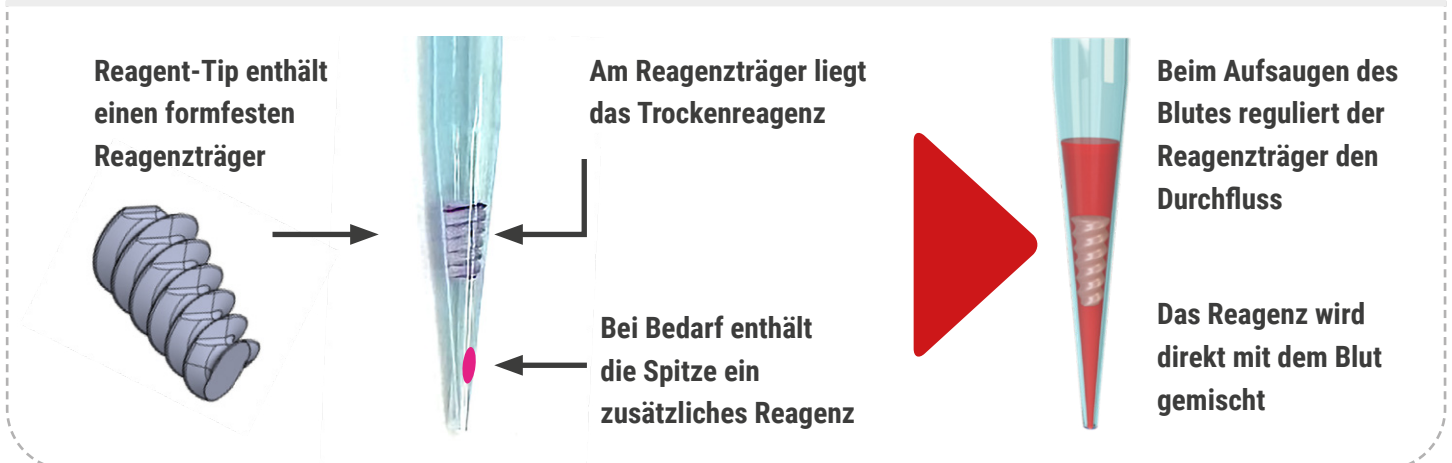 Reagent-Tip enthält
einen formfesten
Reagenzträger
Am Reagenzträger liegt
das Trockenreagenz
Bei Bedarf enthält
die Spitze ein
zusätzliches Reagenz
Beim Aufsaugen des
Blutes reguliert der
Reagenzträger den
Durchfluss
Das Reagenz wird
direkt mit dem Blut
gemischt